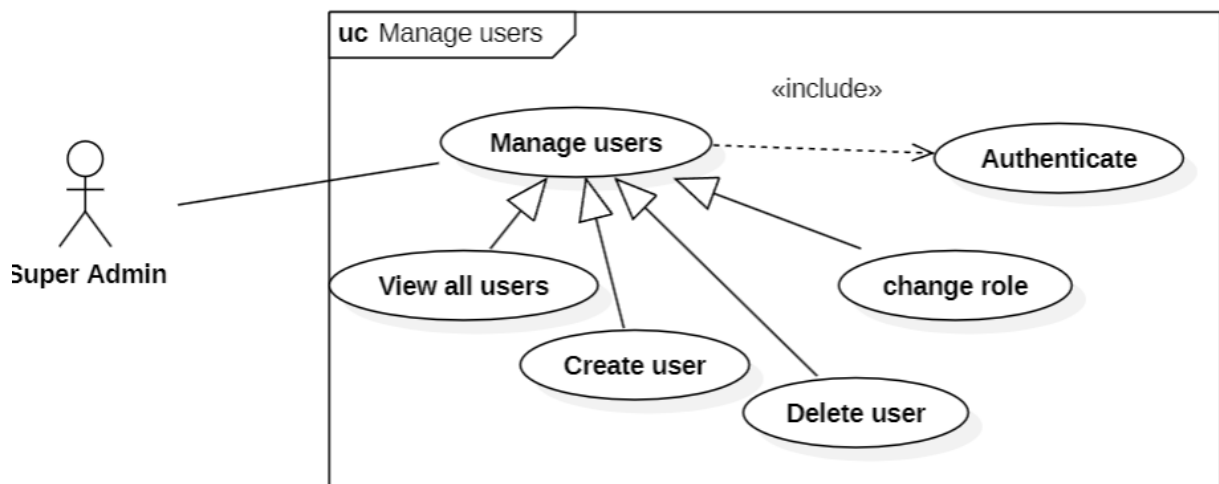 uc Manage users
«include»
Manage users
Authenticate
Super Admin
View all users
change role
Create user
Delete user